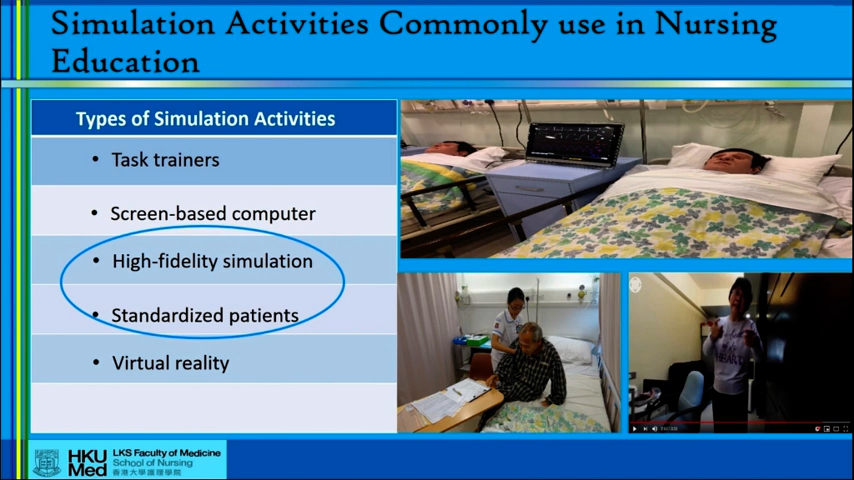 Simulation Activities Commonly use in Nursing
Education
Types of Simulation Activities
• Task trainers
• Screen-based computer
• High-fidelity simulation
• Standardized patients
• Virtual reality
HKU
Med
LKS Faculty of Medicine
School of Nursing
香港大學護理學院